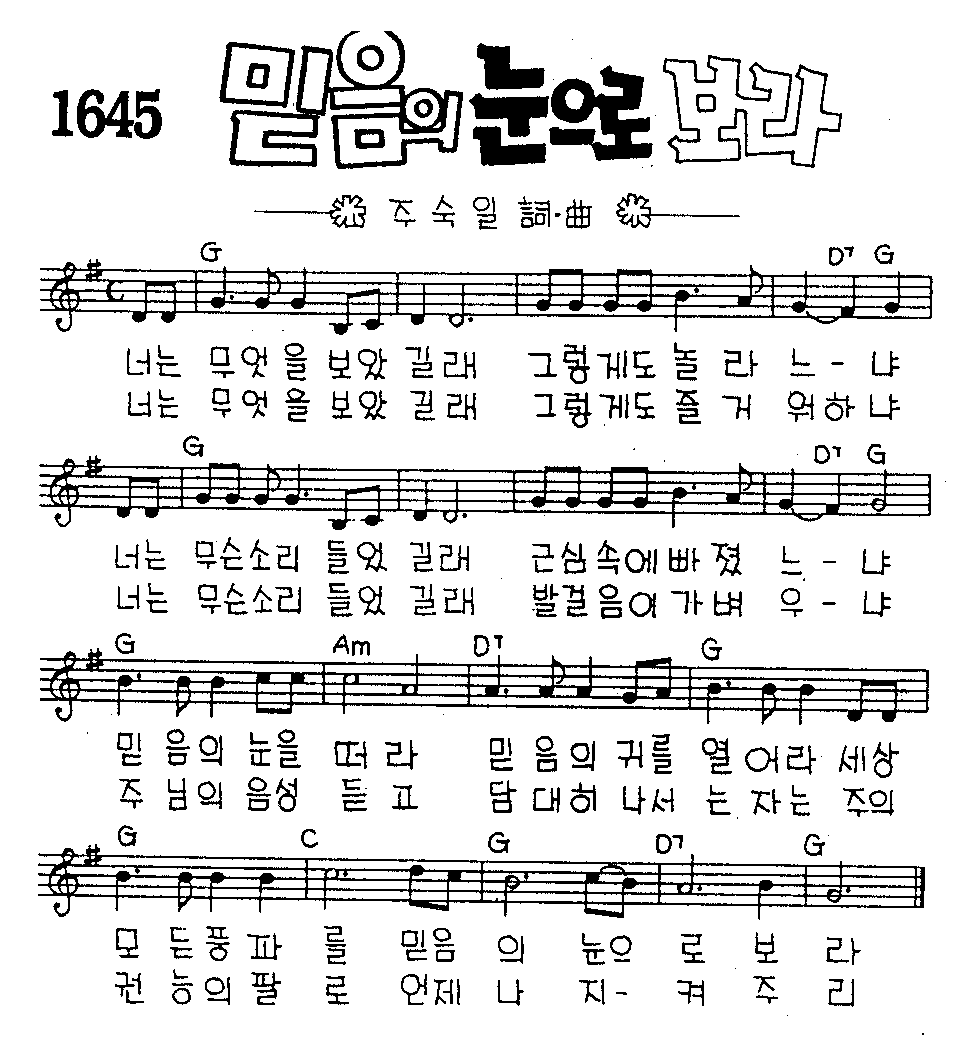 1645 믿음의 눈으로 보라
주숙일 詞·曲
G D7 G
너는 무엇을 보았길래 그렇게도 놀라느-냐
너는 무엇을 보았길래 그렇게도 즐거워하냐
G D7 G
너는 무슨소리 들었길래 근심속에 빠졌느-냐
너는 무슨소리 들었길래 발걸음이 가벼우-냐
G Am D7 G
믿음의 눈을 떠라 믿음의 귀를 열어라 세상
주님의 음성 듣고 담대히 나서는 자는 주의
G C G D7 G
모든풍파를 믿음의 눈으로 보라
권능의 팔로 언제나 지-켜 주리